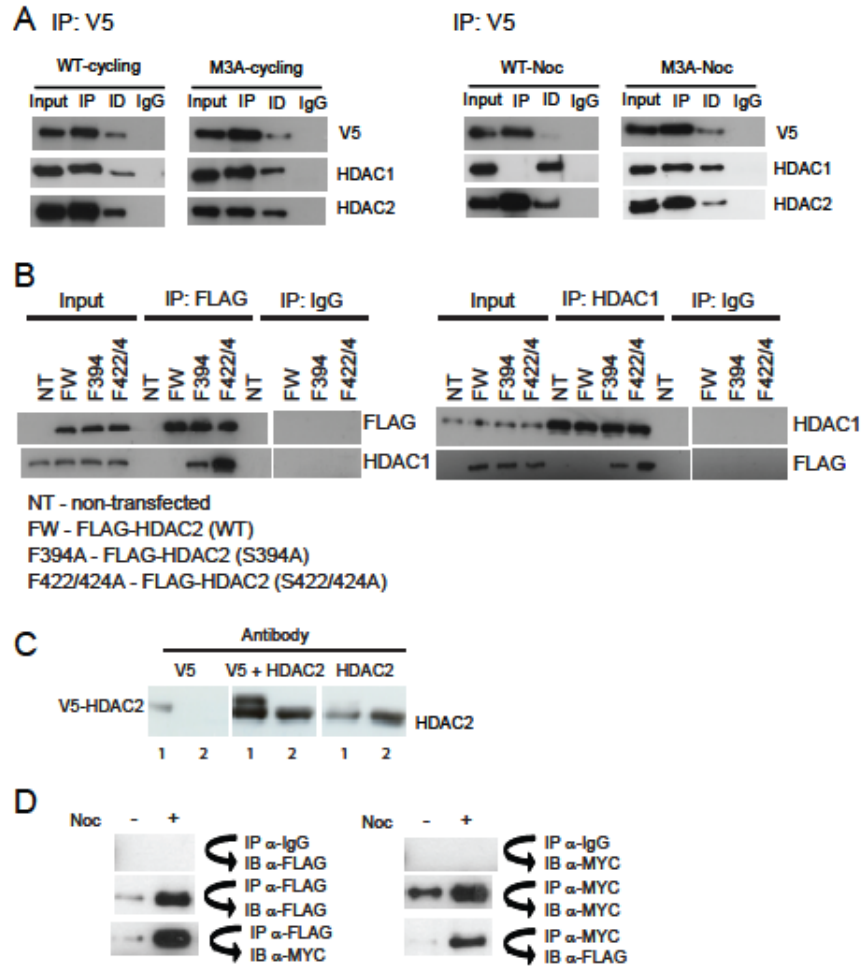 A IP: V5
IP: V5
WT-cycling
M3A-cycling
WT-Noc
M3A-Noc
Input IP ID IgG
Input IP ID IgG
Input IP ID IgG
Input IP ID IgG
V5
V5
HDAC1
HDAC1
HDAC2
HDAC2
B
Input
IP: FLAG
IP: IgG
Input
IP: HDAC1
IP: IgG
NT FW F394 F422/4 NT FW F394 F422/4 NT FW F394 F422/4
NT FW F394 F422/4 NT FW F394 F422/4 NT FW F394 F422/4
FLAG
HDAC1
HDAC1
FLAG
NT - non-transfected
FW - FLAG-HDAC2 (WT)
F394A - FLAG-HDAC2 (S394A)
F422/424A - FLAG-HDAC2 (S422/424A)
C
Antibody
V5 V5 + HDAC2 HDAC2
V5-HDAC2
HDAC2
1 2 1 2 1 2
D
Noc - +
IP α-IgG
IB α-FLAG
IP α-FLAG
IB α-FLAG
IP α-FLAG
IB α-MYC
Noc - +
IP α-IgG
IB α-MYC
IP α-MYC
IB α-MYC
IP α-MYC
IB α-FLAG